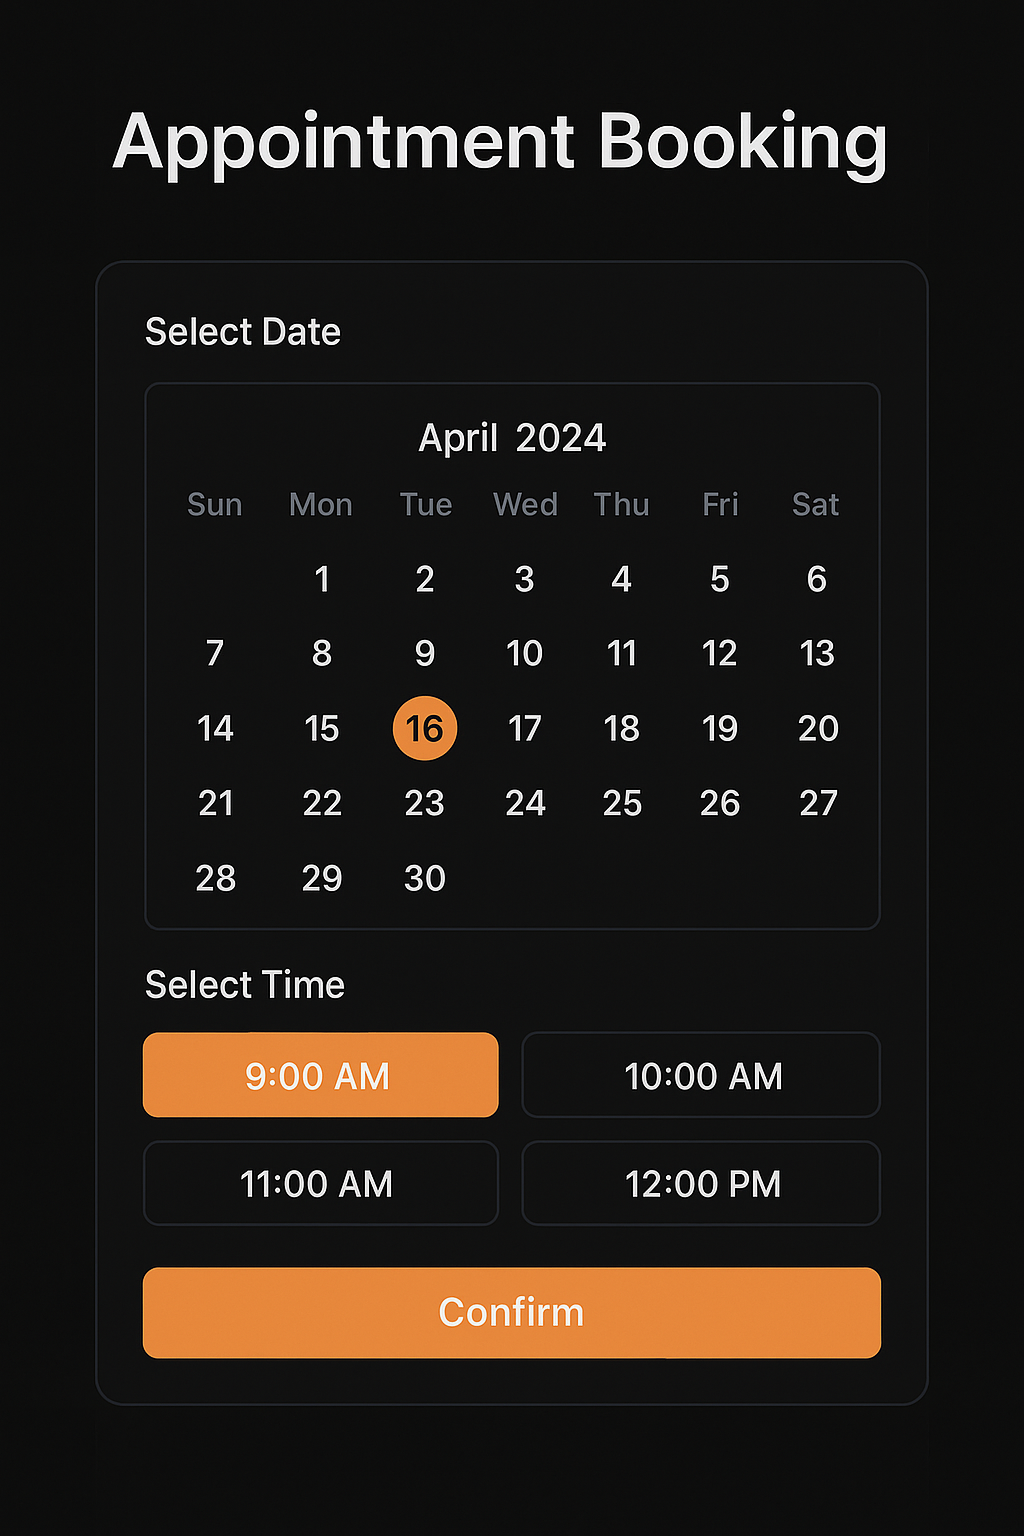 Appointment Booking
Select Date
April 2024
Sun Mon Tue Wed Thu Fri Sat
1 2 3 4 5 6
7 8 9 10 11 12 13
14 15 16 17 18 19 20
21 22 23 24 25 26 27
28 29 30
Select Time
9:00 AM 10:00 AM
11:00 AM 12:00 PM
Confirm